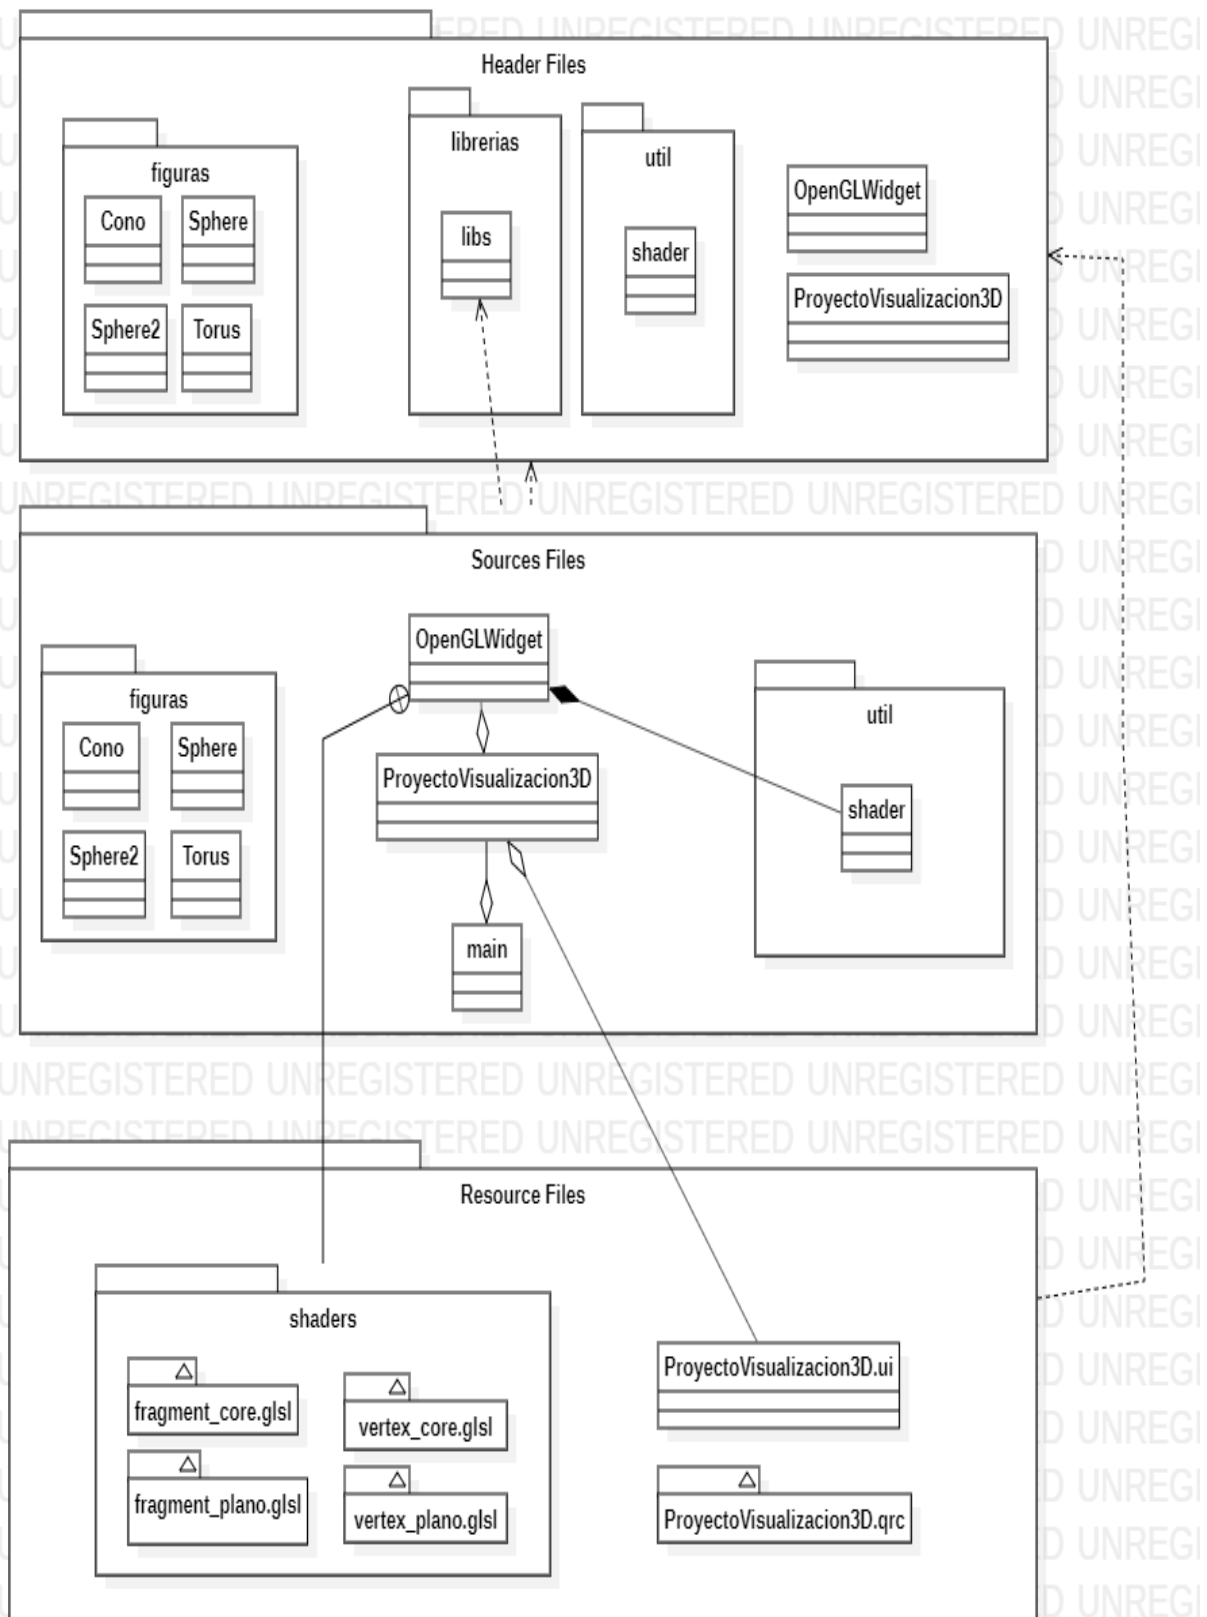 Header Files
figuras
Cono
Sphere
Sphere2
Torus
librerias
libs
util
shader
OpenGLWidget
ProyectoVisualizacion3D
UNREGISTERED UNREGISTERED UNREGISTERED UNREGISTERED UNREGI
Sources Files
figuras
Cono
Sphere
Sphere2
Torus
OpenGLWidget
ProyectoVisualizacion3D
main
util
shader
UNREGISTERED UNREGISTERED UNREGISTERED UNREGISTERED UNREGI
Resource Files
shaders
fragment_core.glsl
vertex_core.glsl
fragment_plano.glsl
vertex_plano.glsl
ProyectoVisualizacion3D.ui
ProyectoVisualizacion3D.qrc